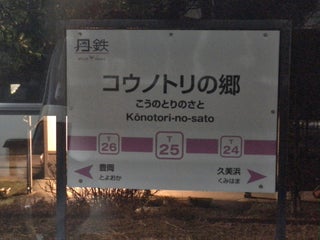 丹鉄
コウノトリの郷
こうのとりのさと
Kōnotori-no-sato
T 26 T 25 T 24
豊岡 久美浜
とよおか くみはま